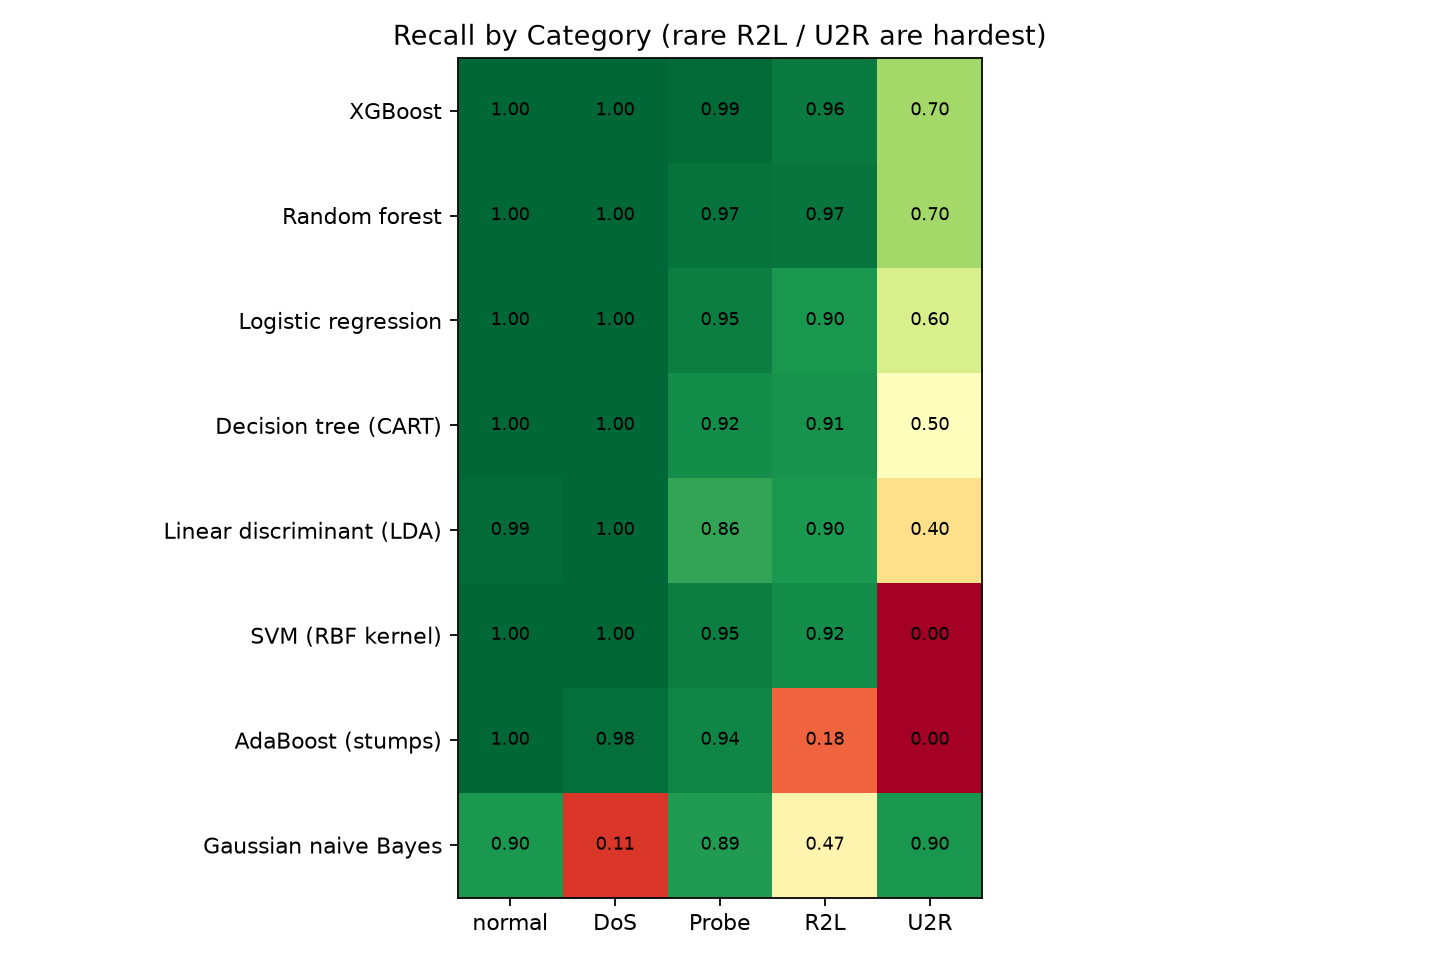 Recall by Category (rare R2L / U2R are hardest)
XGBoost 1.00 1.00 0.99 0.96 0.70
Random forest 1.00 1.00 0.97 0.97 0.70
Logistic regression 1.00 1.00 0.95 0.90 0.60
Decision tree (CART) 1.00 1.00 0.92 0.91 0.50
Linear discriminant (LDA) 0.99 1.00 0.86 0.90 0.40
SVM (RBF kernel) 1.00 1.00 0.95 0.92 0.00
AdaBoost (stumps) 1.00 0.98 0.94 0.18 0.00
Gaussian naive Bayes 0.90 0.11 0.89 0.47 0.90
normal DoS Probe R2L U2R